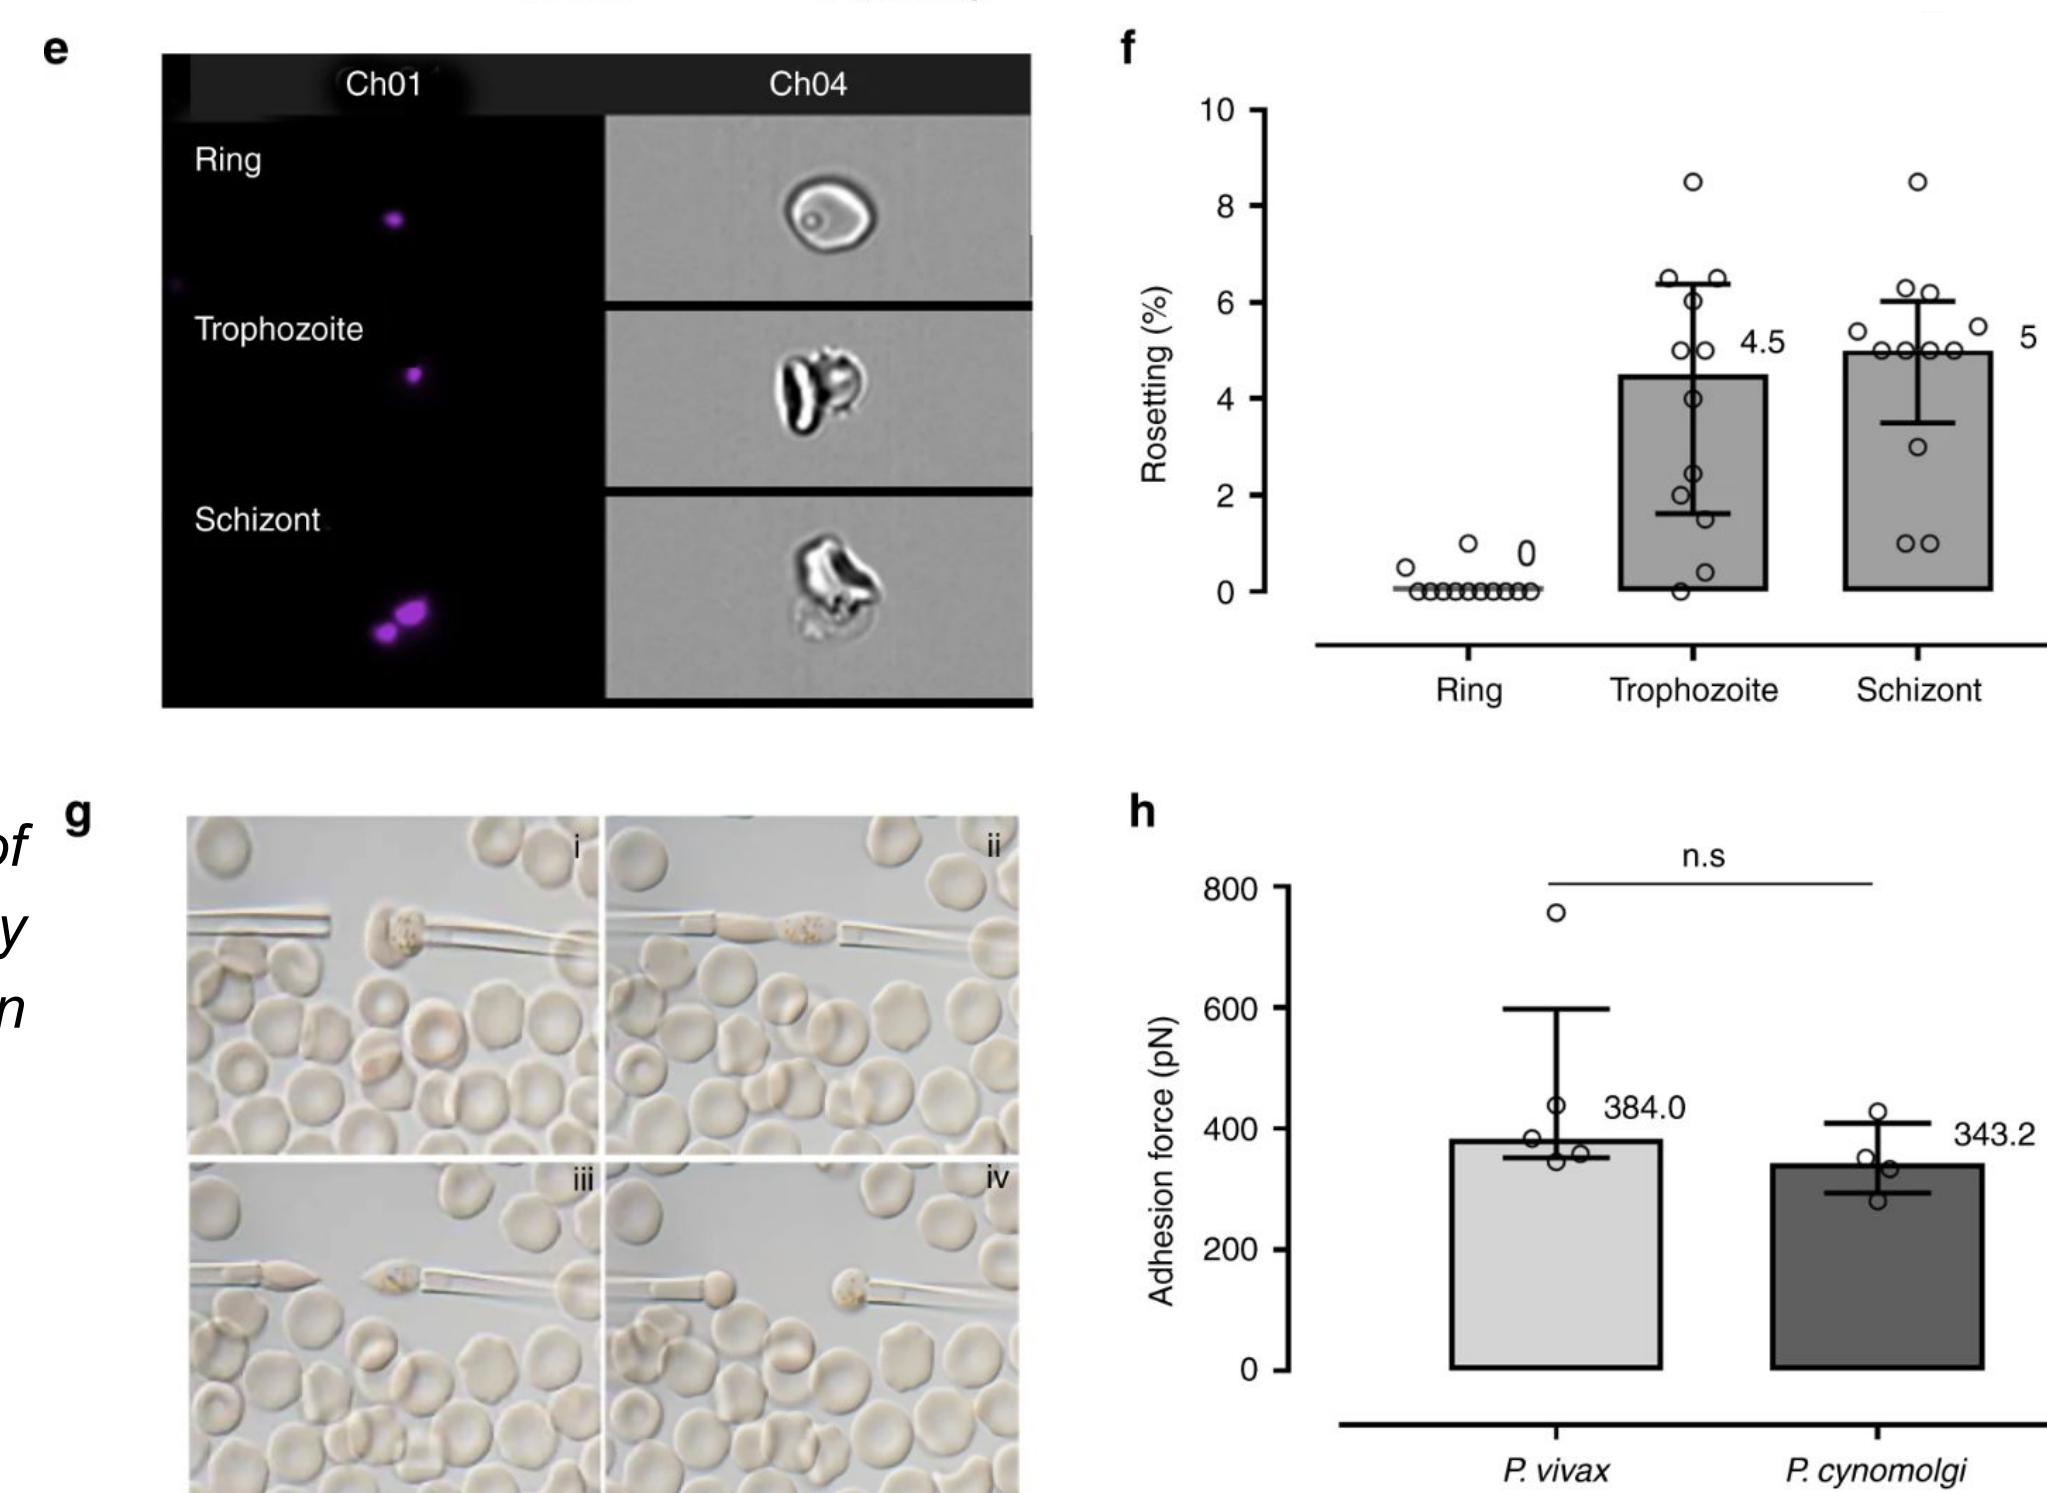 e
Ch01 Ch04
Ring
Trophozoite
Schizont
f
Rosetting (%)
10
8
6
4
2
0
0
4.5
5
Ring Trophozoite Schizont
of
y
n
g
i ii
iii iv
h
n.s
Adhesion force (pN)
800
600
400
200
0
384.0
343.2
P. vivax P. cynomolgi